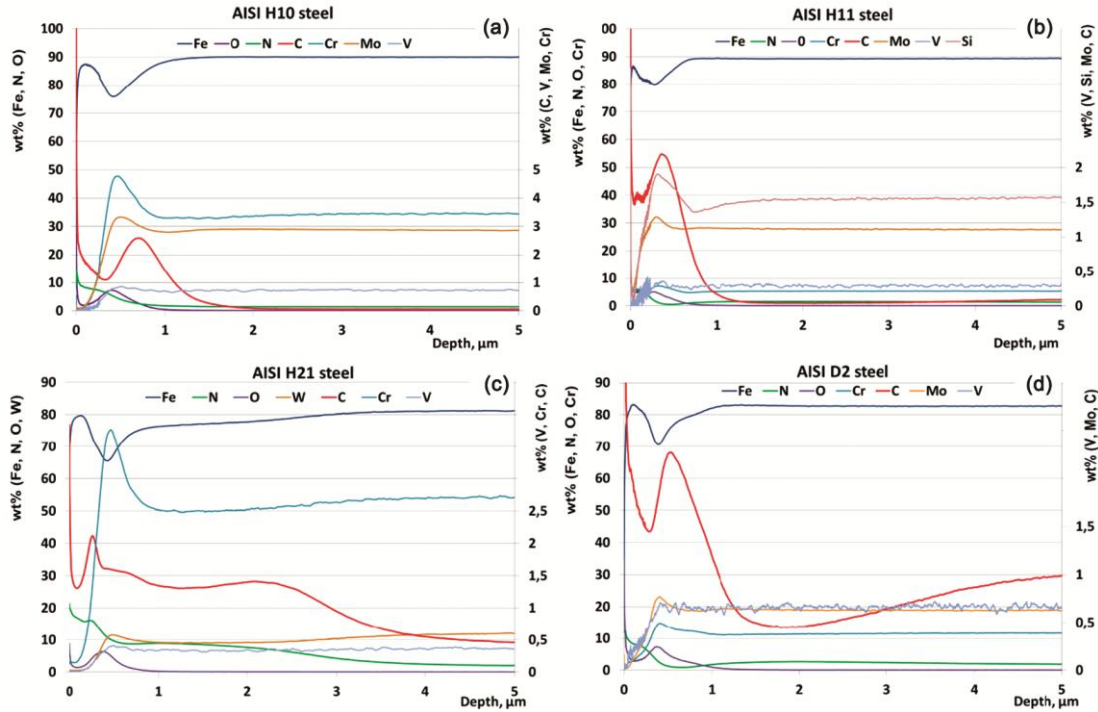 AISI H10 steel
(a)
Fe O N C Cr Mo V
wt% (Fe, N, O)
100
90
80
70
60
50
40
30
20
10
0
5
4
3
2
1
0
wt% (C, V, Mo, Cr)
0 1 2 3 4 5
Depth, µm
AISI H11 steel
(b)
Fe N O Cr C Mo V Si
wt% (Fe, N, O, Cr)
100
90
80
70
60
50
40
30
20
10
0
2
1,5
1
0,5
0
wt% (V, Si, Mo, C)
0 1 2 3 4 5
Depth, µm
AISI H21 steel
(c)
Fe N O W C Cr V
wt% (Fe, N, O, W)
90
80
70
60
50
40
30
20
10
0
2,5
2
1,5
1
0,5
0
wt% (V, Cr, C)
0 1 2 3 4 5
Depth, µm
AISI D2 steel
(d)
Fe N O Cr C Mo V
wt% (Fe, N, O, Cr)
90
80
70
60
50
40
30
20
10
0
1,5
1
0,5
0
wt% (V, Mo, C)
0 1 2 3 4 5
Depth, µm